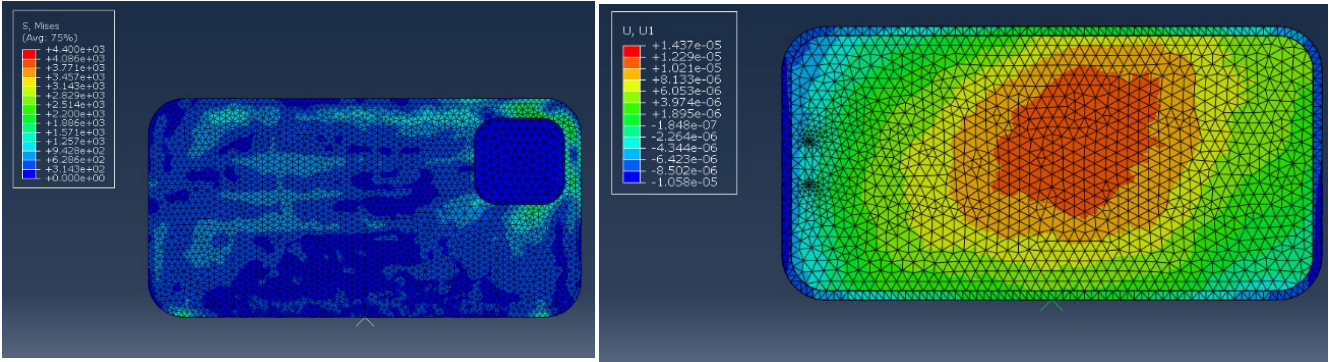 S, Mises
(Avg: 75%)
+4.400e+03
+4.086e+03
+3.771e+03
+3.457e+03
+3.143e+03
+2.829e+03
+2.514e+03
+2.200e+03
+1.886e+03
+1.571e+03
+1.257e+03
+9.428e+02
+6.286e+02
+3.143e+02
+0.000e+00
U, U1
+1.437e-05
+1.229e-05
+1.021e-05
+8.133e-06
+6.053e-06
+3.974e-06
+1.895e-06
-1.848e-07
-2.264e-06
-4.344e-06
-6.423e-06
-8.502e-06
-1.058e-05